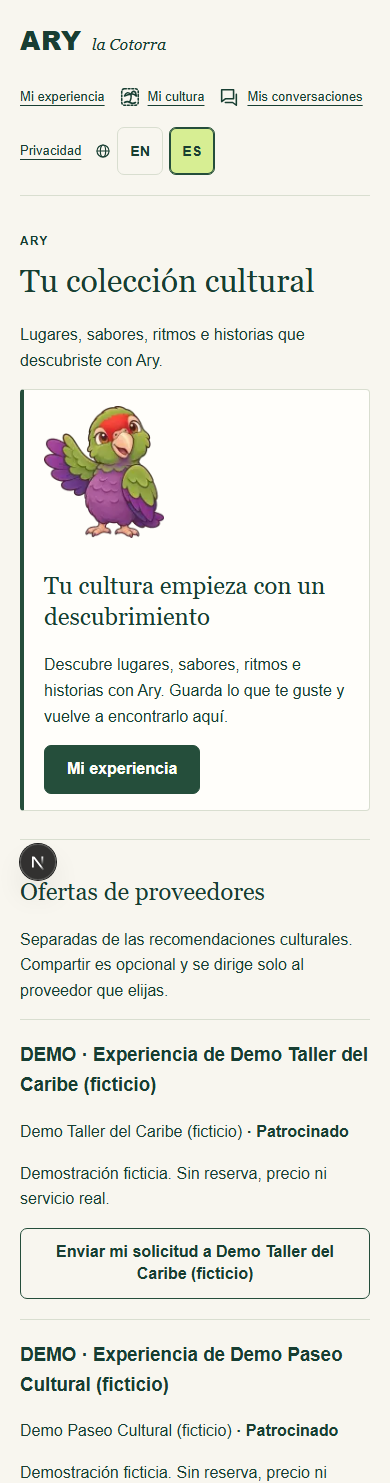 ARY la Cotorra
Mi experiencia Mi cultura Mis conversaciones
Privacidad EN ES
ARY
Tu colección cultural
Lugares, sabores, ritmos e historias que
descubriste con Ary.
Tu cultura empieza con un
descubrimiento
Descubre lugares, sabores, ritmos e
historias con Ary. Guarda lo que te guste y
vuelve a encontrarlo aquí.
Mi experiencia
N
Ofertas de proveedores
Separadas de las recomendaciones culturales.
Compartir es opcional y se dirige solo al
proveedor que elijas.
DEMO · Experiencia de Demo Taller del
Caribe (ficticio)
Demo Taller del Caribe (ficticio) · Patrocinado
Demostración ficticia. Sin reserva, precio ni
servicio real.
Enviar mi solicitud a Demo Taller del
Caribe (ficticio)
DEMO · Experiencia de Demo Paseo
Cultural (ficticio)
Demo Paseo Cultural (ficticio) · Patrocinado
Demostración ficticia. Sin reserva, precio ni